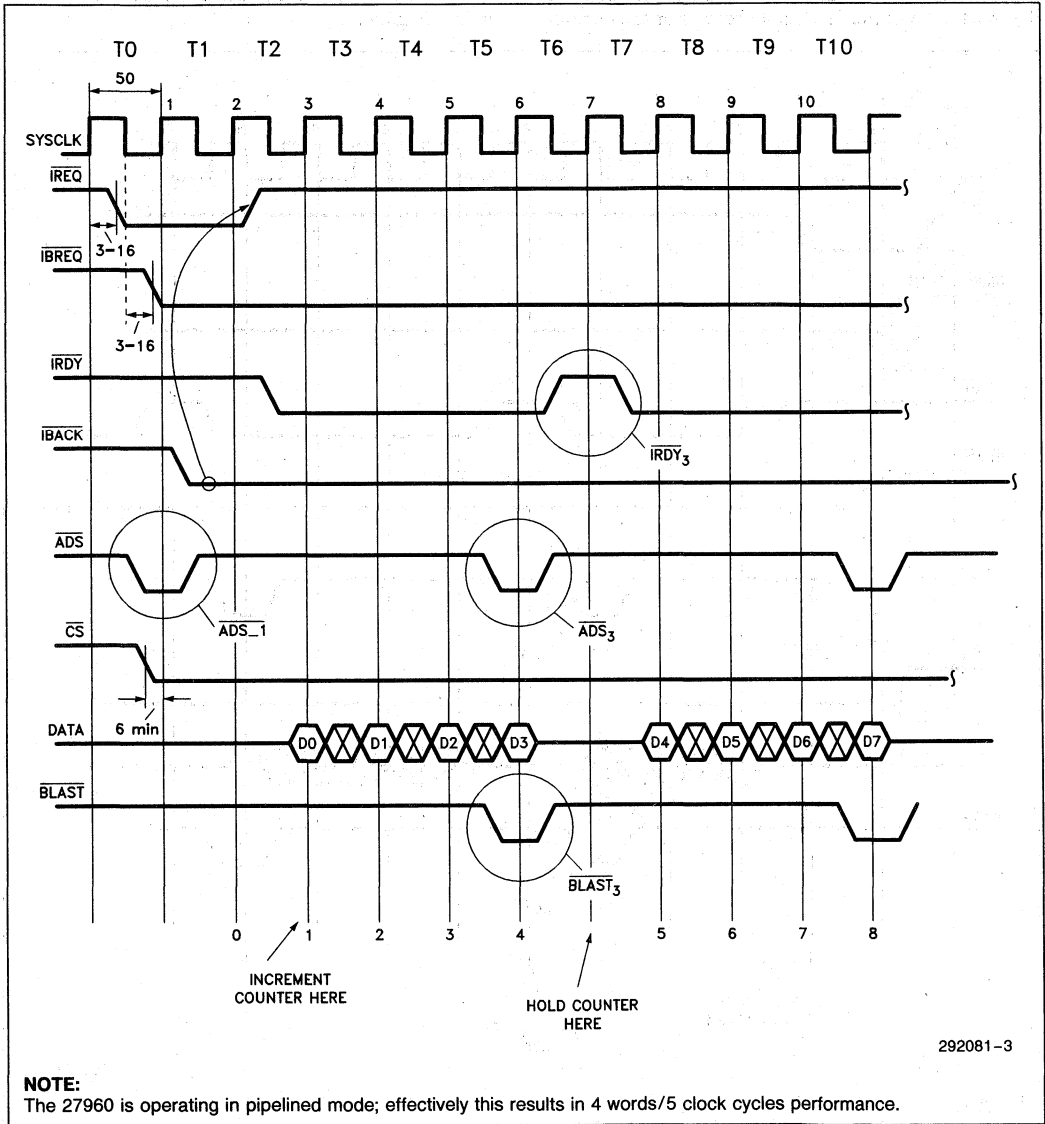 T0 T1 T2 T3 T4 T5 T6 T7 T8 T9 T10
50
1 2 3 4 5 6 7 8 9 10
SYSCLK
IREQ
3-16
IBREQ
3-16
IRDY
IRDY3
IBACK
ADS
ADS_1
ADS3
CS
6 min
DATA
D0 D1 D2 D3 D4 D5 D6 D7
BLAST
BLAST3
0 1 2 3 4 5 6 7 8
INCREMENT
COUNTER HERE
HOLD COUNTER
HERE
292081-3
NOTE:
The 27960 is operating in pipelined mode; effectively this results in 4 words/5 clock cycles performance.